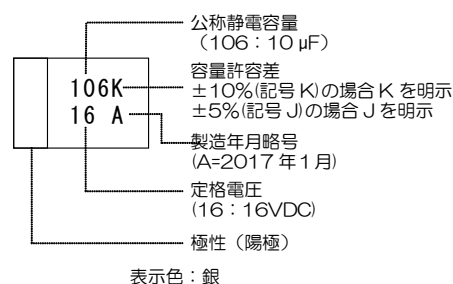 公称静電容量
（106：10 μF）
容量許容差
106K
±10%(記号 K)の場合 K を明示
16 A
±5%(記号 J)の場合 J を明示
製造年月略号
(A=2017 年 1 月)
定格電圧
(16：16VDC)
極性（陽極）
表示色：銀